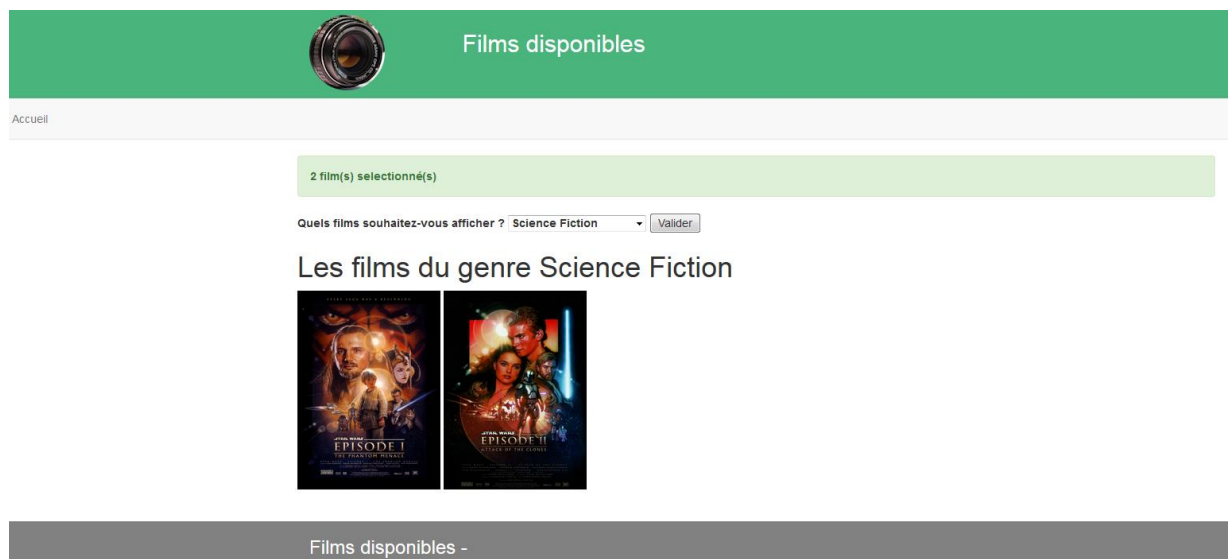 Films disponibles
Accueil
2 film(s) selectionné(s)
Quels films souhaitez-vous afficher ? Science Fiction Valider
Les films du genre Science Fiction
STAR WARS
EPISODE I
THE PHANTOM MENACE
STAR WARS
EPISODE II
ATTACK OF THE CLONES
Films disponibles -